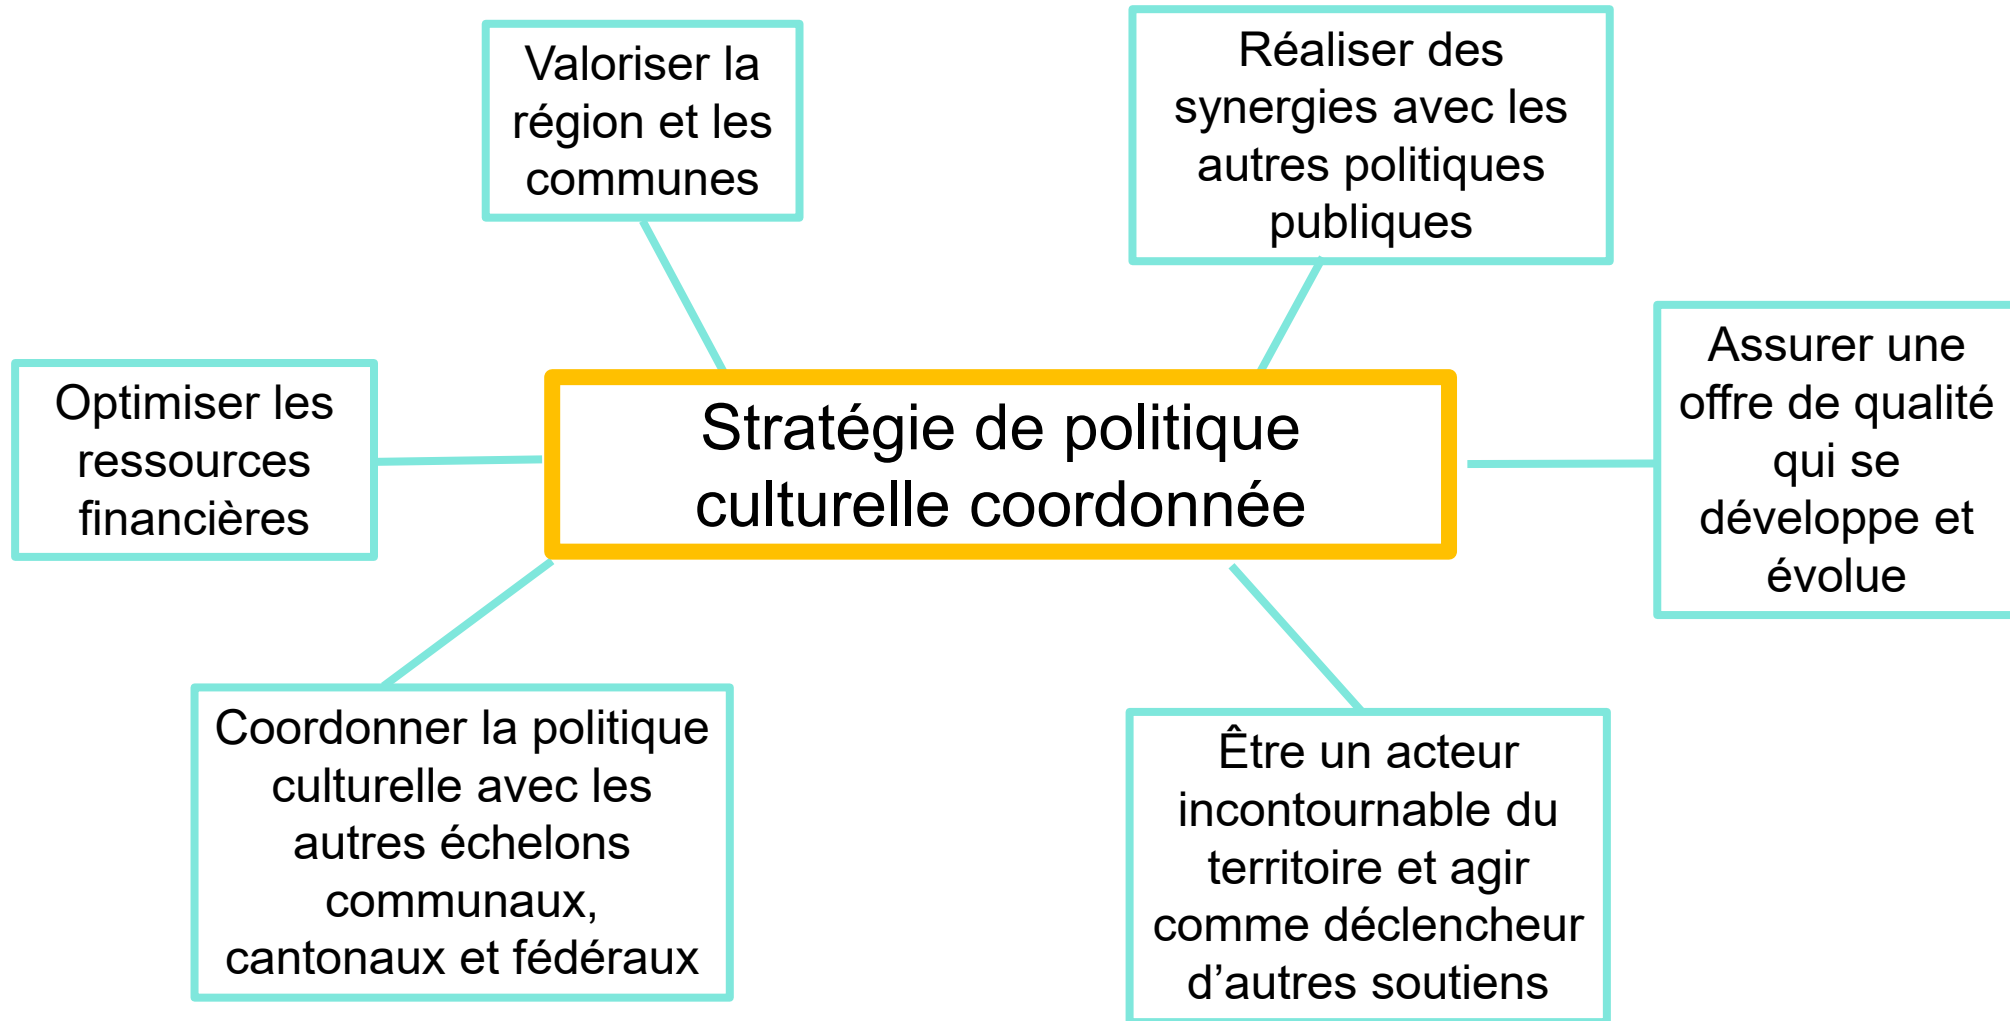 Valoriser la
région et les
communes
Réaliser des
synergies avec les
autres politiques
publiques
Optimiser les
ressources
financières
Stratégie de politique
culturelle coordonnée
Assurer une
offre de qualité
qui se
développe et
évolue
Coordonner la politique
culturelle avec les
autres échelons
communaux,
cantonaux et fédéraux
Être un acteur
incontournable du
territoire et agir
comme déclencheur
d’autres soutiens